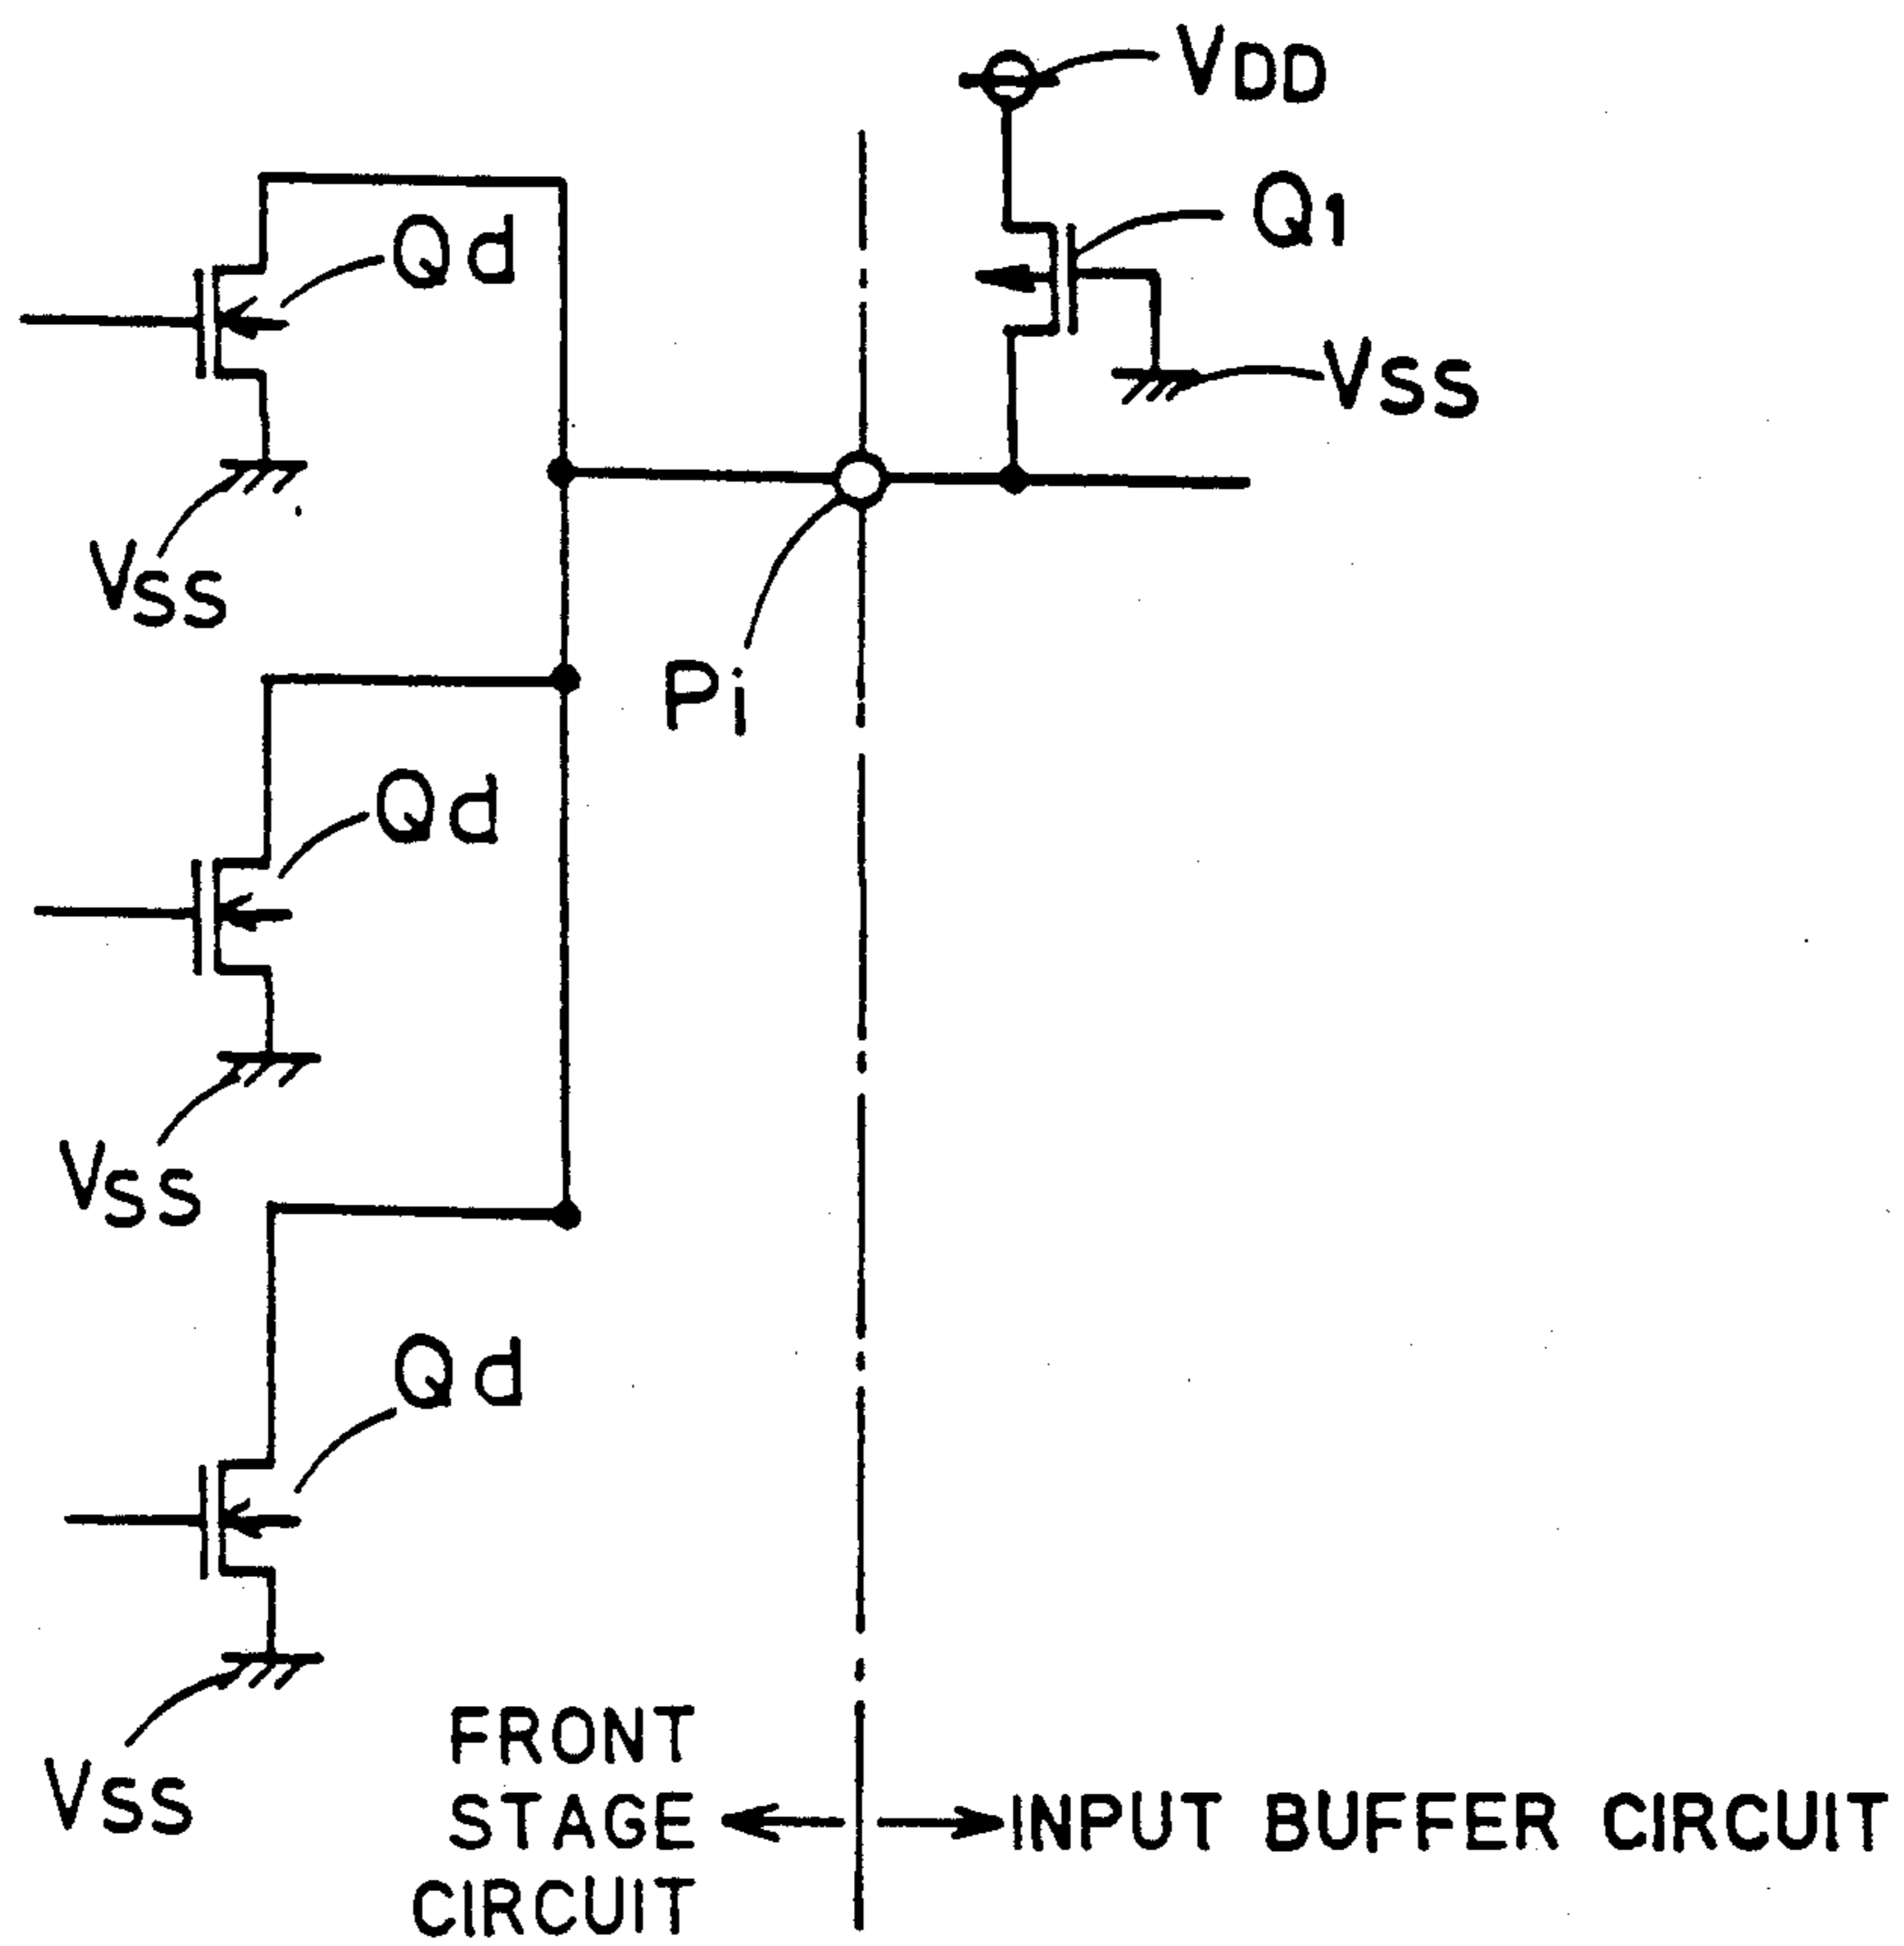 VDD
Q1
Qd
VSS
VSS
Pi
Qd
VSS
Qd
VSS
FRONT
STAGE
CIRCUIT
INPUT BUFFER CIRCUIT